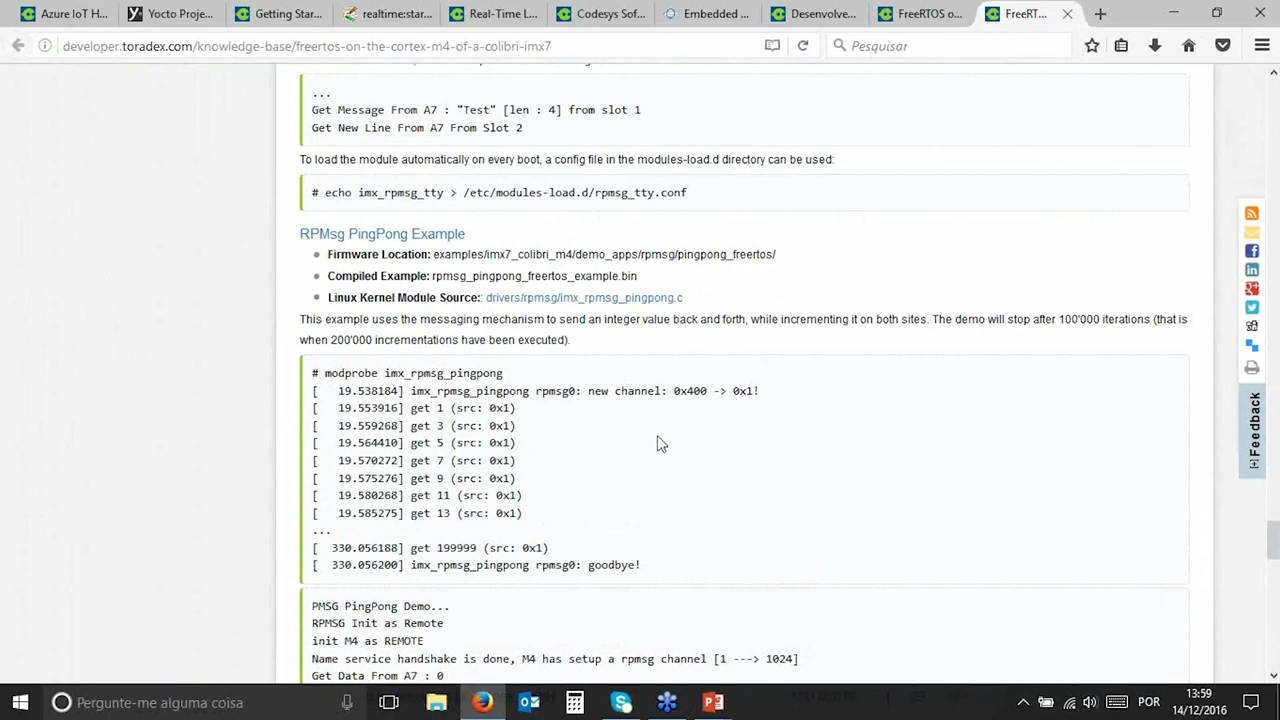 Azure IoT H...
Yocto Proje...
Getting Star...
realtime:star...
Real-Time L...
Codesys Sof...
Embedded ...
Desenvolve...
FreeRTOS o...
FreeRT...
developer.toradex.com/knowledge-base/freertos-on-the-cortex-m4-of-a-colibri-imx7
Pesquisar
...
Get Message From A7 : "Test" [len : 4] from slot 1
Get New Line From A7 From Slot 2
To load the module automatically on every boot, a config file in the modules-load.d directory can be used:
# echo imx_rpmsg_tty > /etc/modules-load.d/rpmsg_tty.conf
RPMsg PingPong Example
Firmware Location: examples/imx7_colibri_m4/demo_apps/rpmsg/pingpong_freertos/
Compiled Example: rpmsg_pingpong_freertos_example.bin
Linux Kernel Module Source:: drivers/rpmsg/imx_rpmsg_pingpong.c
This example uses the messaging mechanism to send an integer value back and forth, while incrementing it on both sites. The demo will stop after 100'000 iterations (that is
when 200'000 incrementations have been executed).
# modprobe imx_rpmsg_pingpong
[ 19.538184] imx_rpmsg_pingpong rpmsg0: new channel: 0x400 -> 0x1!
[ 19.553916] get 1 (src: 0x1)
[ 19.559268] get 3 (src: 0x1)
[ 19.564410] get 5 (src: 0x1)
[ 19.570272] get 7 (src: 0x1)
[ 19.575276] get 9 (src: 0x1)
[ 19.580268] get 11 (src: 0x1)
[ 19.585275] get 13 (src: 0x1)
...
[ 330.056188] get 199999 (src: 0x1)
[ 330.056200] imx_rpmsg_pingpong rpmsg0: goodbye!
PMSG PingPong Demo...
RPMSG Init as Remote
init M4 as REMOTE
Name service handshake is done, M4 has setup a rpmsg channel [1 ---> 1024]
Get Data From A7 : 0
[+] Feedback
Pergunte-me alguma coisa
POR
13:59
14/12/2016